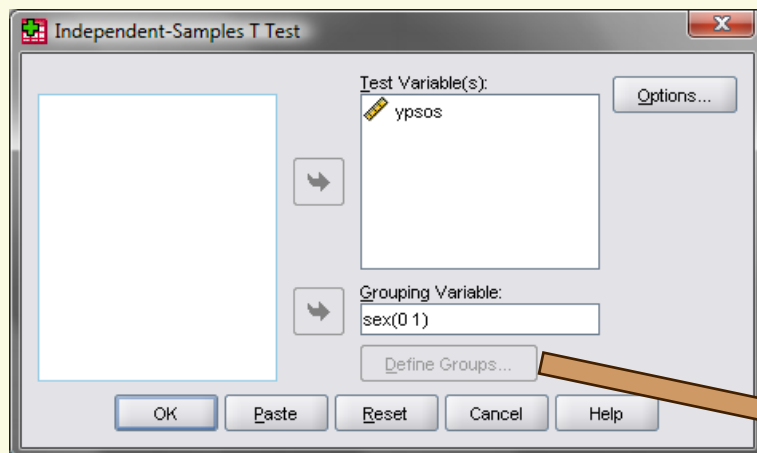 Independent-Samples T Test
Test Variable(s):
Options...
ypsos
Grouping Variable:
sex(0 1)
Define Groups...
OK
Paste
Reset
Cancel
Help